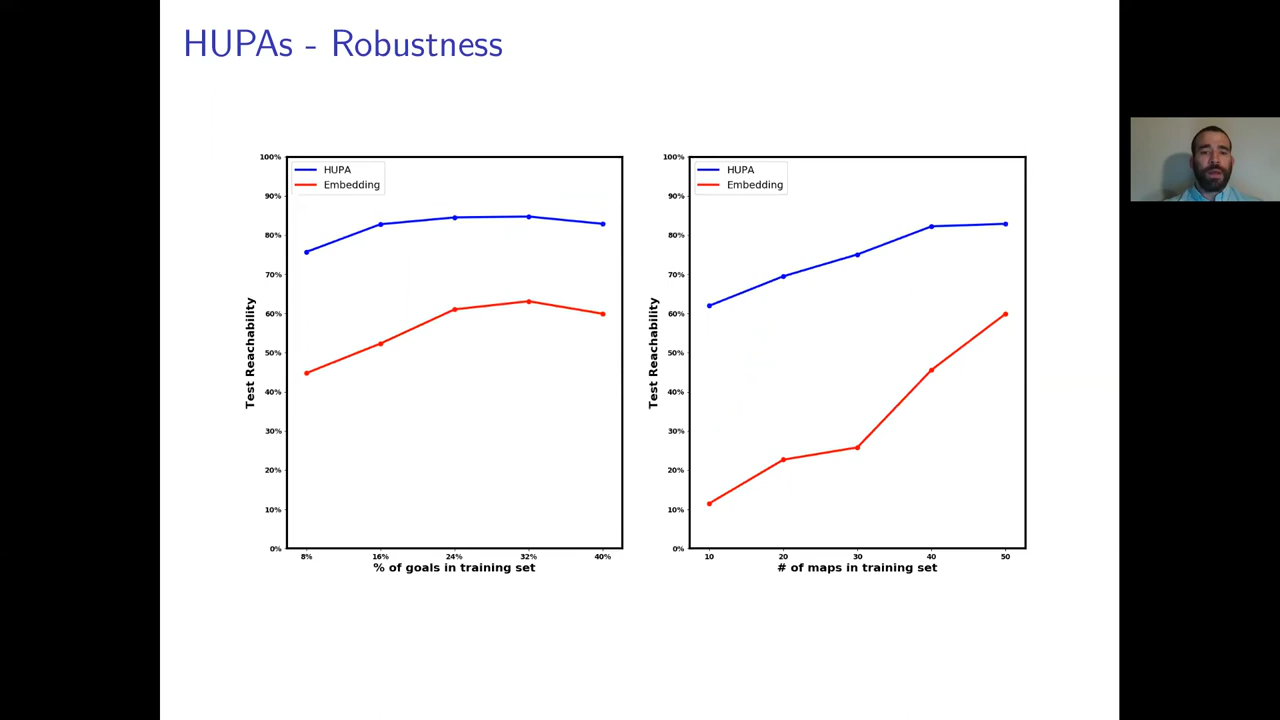 HUPAs - Robustness
100%
90%
80%
70%
60%
50%
40%
30%
20%
10%
0%
Test Reachability
HUPA
Embedding
8% 16% 24% 32% 40%
% of goals in training set
100%
90%
80%
70%
60%
50%
40%
30%
20%
10%
0%
Test Reachability
HUPA
Embedding
10 20 30 40 50
# of maps in training set